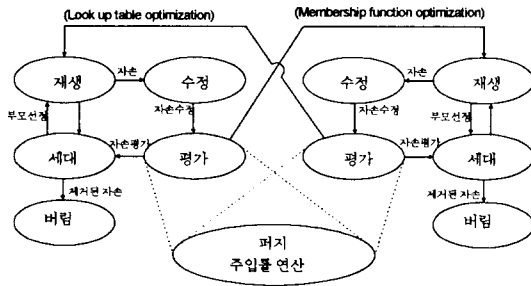 (Look up table optimization)
(Membership function optimization)
재생
자손
수정
부모선정
자손수정
세대
자손평가
평가
제거된 자손
버림
수정
자손
재생
자손수정
부모선정
평가
자손평가
세대
제거된 자손
버림
퍼지
주입률 연산